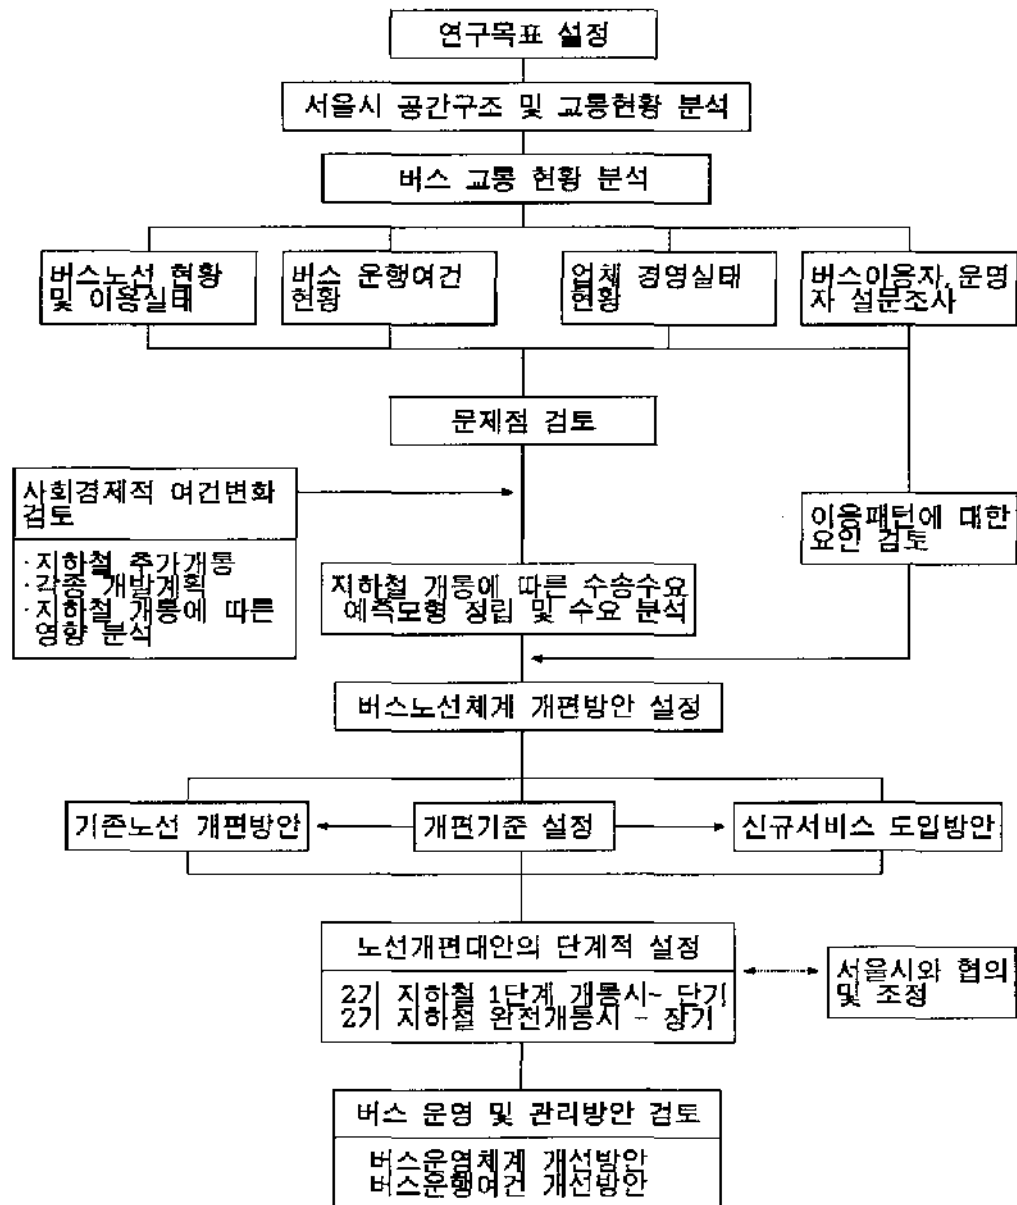 연구목표 설정
서울시 공간구조 및 교통현황 분석
버스 교통 현황 분석
버스노선 현황
및 이용실태
버스 운행여건
현황
업체 경영실태
현황
버스이용자, 운영
자 설문조사
문제점 검토
사회경제적 여건변화
검토
·지하철 추가개통
·각종 개발계획
·지하철 개통에 따른
영향 분석
이용패턴에 대한
요인 검토
지하철 개통에 따른 수송수요
예측모형 정립 및 수요 분석
버스노선체계 개편방안 설정
기존노선 개편방안
개편기준 설정
신규서비스 도입방안
노선개편대안의 단계적 설정
2기 지하철 1단계 개통시- 단기
2기 지하철 완전개통시 - 장기
서울시와 협의
및 조정
버스 운영 및 관리방안 검토
버스운영체계 개선방안
버스운행여건 개선방안